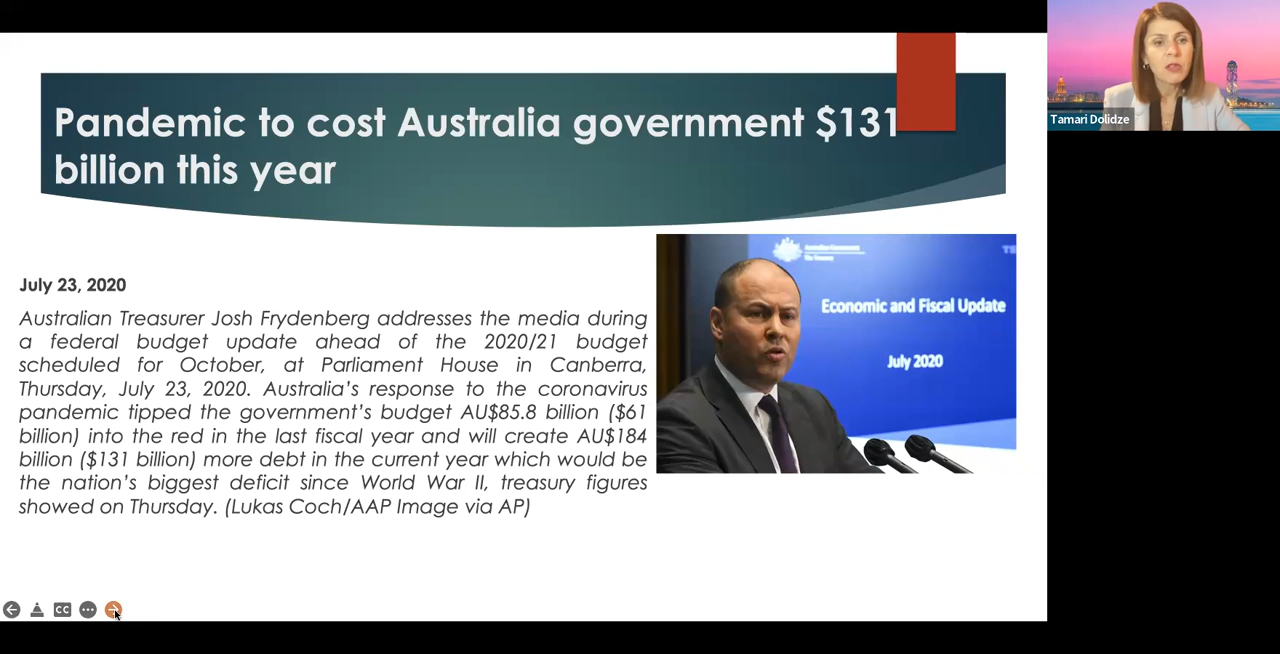 Pandemic to cost Australia government $131
billion this year
Tamari Dolidze
Australian Government
The Treasury
Economic and Fiscal Update
July 2020
July 23, 2020
Australian Treasurer Josh Frydenberg addresses the media during
a federal budget update ahead of the 2020/21 budget
scheduled for October, at Parliament House in Canberra,
Thursday, July 23, 2020. Australia’s response to the coronavirus
pandemic tipped the government’s budget AU$85.8 billion ($61
billion) into the red in the last fiscal year and will create AU$184
billion ($131 billion) more debt in the current year which would be
the nation’s biggest deficit since World War II, treasury figures
showed on Thursday. (Lukas Coch/AAP Image via AP)
CC